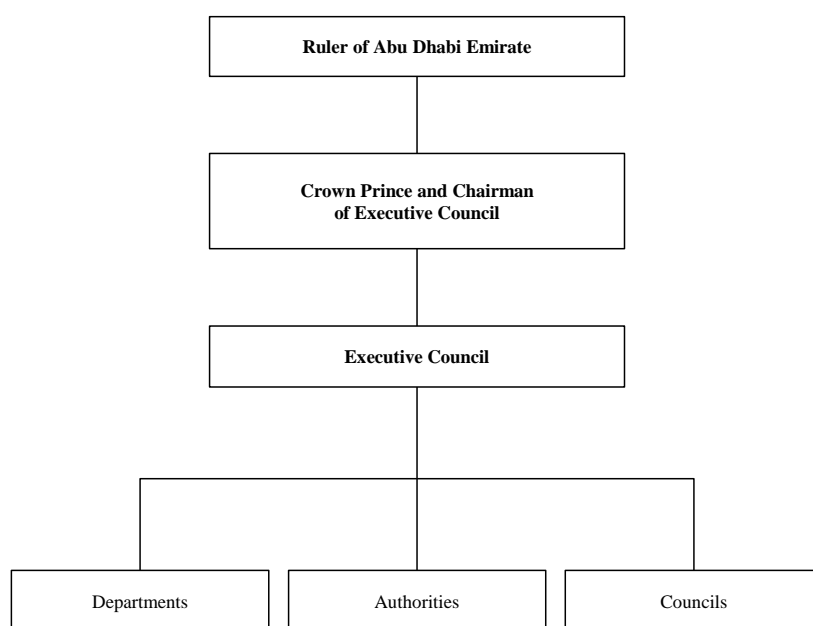 Ruler of Abu Dhabi Emirate
Crown Prince and Chairman
of Executive Council
Executive Council
Departments
Authorities
Councils